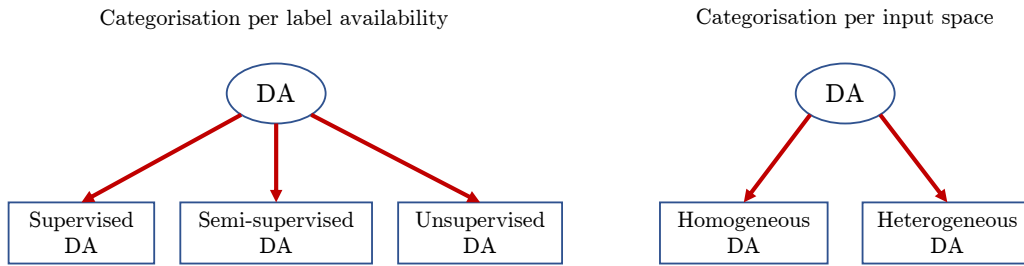 Categorisation per label availability
DA
Supervised
DA
Semi-supervised
DA
Unsupervised
DA
Categorisation per input space
DA
Homogeneous
DA
Heterogeneous
DA